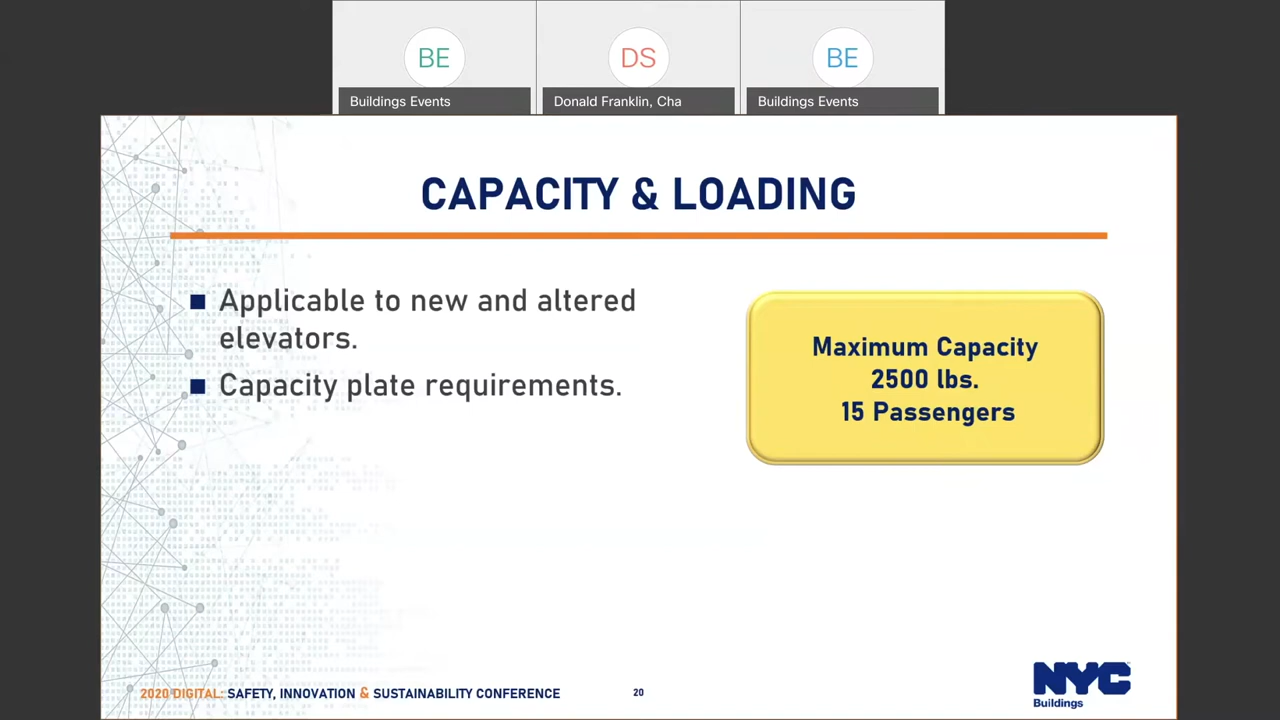 BE
DS
BE
Buildings Events
Donald Franklin, Cha
Buildings Events
CAPACITY & LOADING
Applicable to new and altered
elevators.
Capacity plate requirements.
Maximum Capacity
2500 lbs.
15 Passengers
2020 DIGITAL: SAFETY, INNOVATION & SUSTAINABILITY CONFERENCE
20
NYC
Buildings